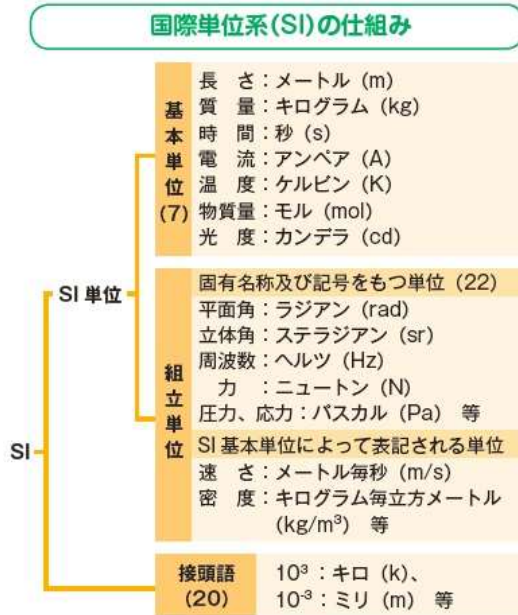 国際単位系(SI)の仕組み
基本単位(7)
長　さ：メートル (m)
質　量：キログラム (kg)
時　間：秒 (s)
電　流：アンペア (A)
温　度：ケルビン (K)
物質量：モル (mol)
光　度：カンデラ (cd)
SI 単位
組立単位
固有名称及び記号をもつ単位 (22)
平面角：ラジアン (rad)
立体角：ステラジアン (sr)
周波数：ヘルツ (Hz)
力　：ニュートン (N)
圧力、応力：パスカル (Pa) 等
SI 基本単位によって表記される単位
速　さ：メートル毎秒 (m/s)
密　度：キログラム毎立方メートル
(kg/m³) 等
SI
接頭語
(20)
10³：キロ (k)、
10⁻³：ミリ (m) 等